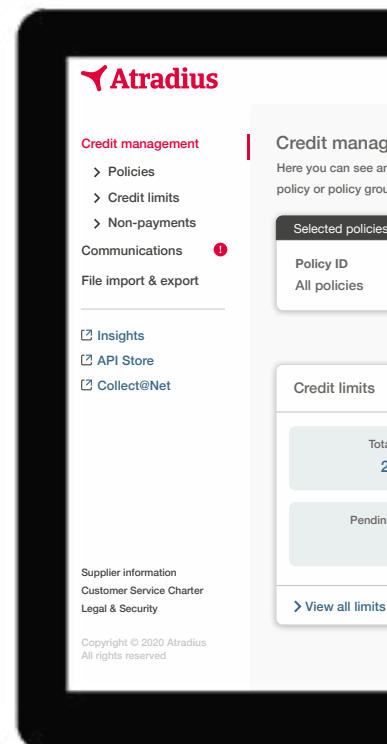 Atradius
Credit management
Policies
Credit limits
Non-payments
Communications
File import & export
Insights
API Store
Collect@Net
Supplier information
Customer Service Charter
Legal & Security
Copyright © 2020 Atradius
All rights reserved
Credit manag
Here you can see an
policy or policy grou
Selected policies
Policy ID
All policies
Credit limits
Tota
2
Pendin
View all limits